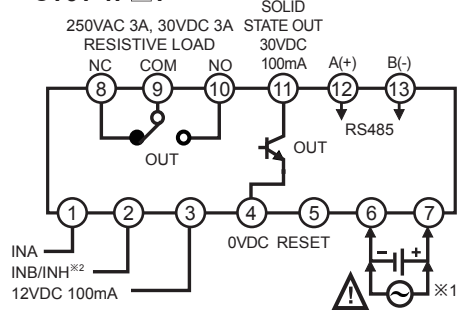 SOLID
250VAC 3A, 30VDC 3A STATE OUT
RESISTIVE LOAD 30VDC
NC COM NO 100mA A(+) B(-)
8 9 10 11 12 13
RS485
OUT OUT
1 2 3 4 5 6 7
0VDC RESET
INA
INB/INH※2
12VDC 100mA
- +
※1